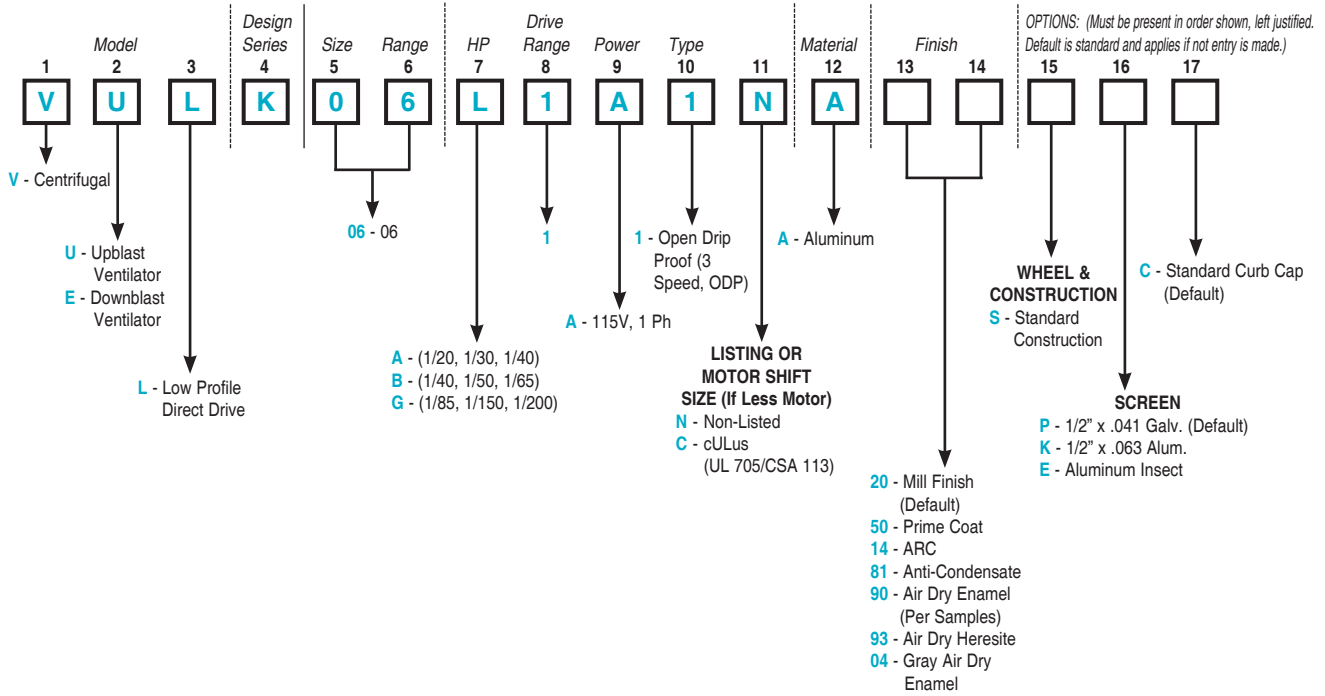 OPTIONS: (Must be present in order shown, left justified.
Default is standard and applies if not entry is made.)
Model
Design
Series
Size
Range
HP
Drive
Range
Power
Type
Material
Finish
1 2 3 4 5 6 7 8 9 10 11 12 13 14 15 16 17
V U L K 0 6 L 1 A 1 N A
V - Centrifugal
U - Upblast
Ventilator
E - Downblast
Ventilator
L - Low Profile
Direct Drive
06 - 06
A - (1/20, 1/30, 1/40)
B - (1/40, 1/50, 1/65)
G - (1/85, 1/150, 1/200)
1
A - 115V, 1 Ph
1 - Open Drip
Proof (3
Speed, ODP)
LISTING OR
MOTOR SHIFT
SIZE (If Less Motor)
N - Non-Listed
C - cULus
(UL 705/CSA 113)
A - Aluminum
20 - Mill Finish
(Default)
50 - Prime Coat
14 - ARC
81 - Anti-Condensate
90 - Air Dry Enamel
(Per Samples)
93 - Air Dry Heresite
04 - Gray Air Dry
Enamel
WHEEL &
CONSTRUCTION
S - Standard
Construction
SCREEN
P - 1/2" x .041 Galv. (Default)
K - 1/2" x .063 Alum.
E - Aluminum Insect
C - Standard Curb Cap
(Default)